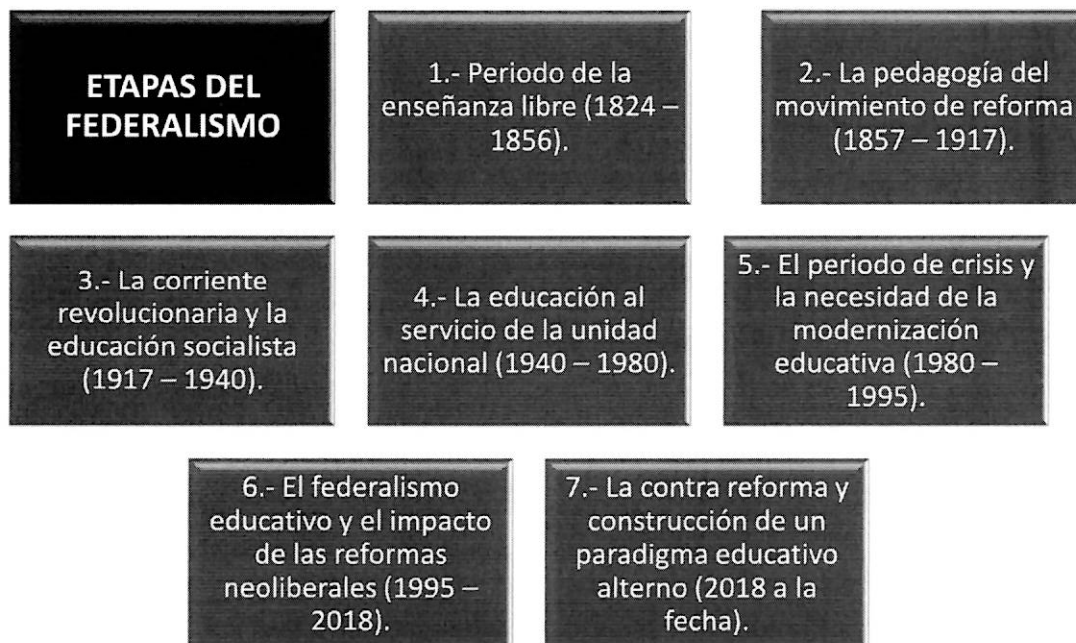 ETAPAS DEL
FEDERALISMO
1.- Periodo de la
enseñanza libre (1824 –
1856).
2.- La pedagogía del
movimiento de reforma
(1857 – 1917).
3.- La corriente
revolucionaria y la
educación socialista
(1917 – 1940).
4.- La educación al
servicio de la unidad
nacional (1940 – 1980).
5.- El periodo de crisis y
la necesidad de la
modernización
educativa (1980 –
1995).
6.- El federalismo
educativo y el impacto
de las reformas
neoliberales (1995 –
2018).
7.- La contra reforma y
construcción de un
paradigma educativo
alterno (2018 a la
fecha).